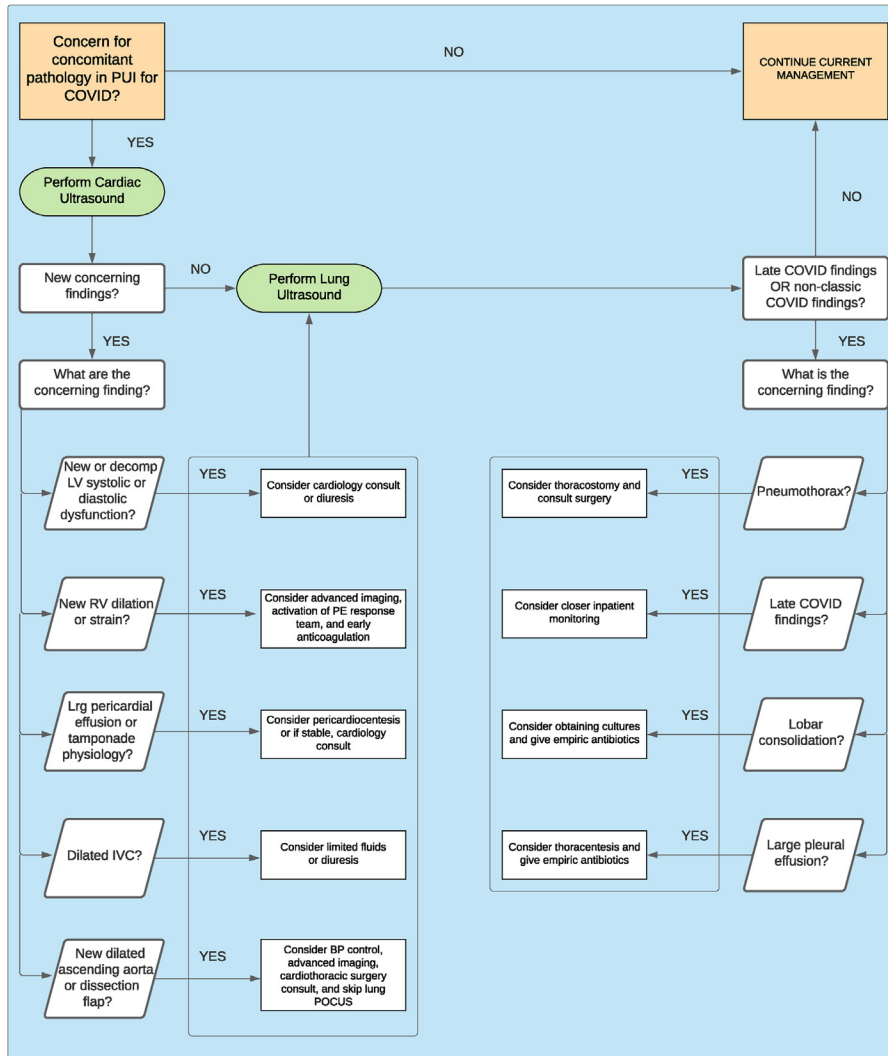 Concern for
concomitant
pathology in PUI for
COVID?
NO
CONTINUE CURRENT
MANAGEMENT
YES
Perform Cardiac
Ultrasound
NO
New concerning
findings?
NO
Perform Lung
Ultrasound
Late COVID findings
OR non-classic
COVID findings?
YES
YES
What are the
concerning finding?
What is the
concerning finding?
New or decomp
LV systolic or
diastolic
dysfunction?
YES
Consider cardiology consult
or diuresis
Consider thoracostomy and
consult surgery
YES
Pneumothorax?
New RV dilation
or strain?
YES
Consider advanced imaging,
activation of PE response
team, and early
anticoagulation
Consider closer inpatient
monitoring
YES
Late COVID
findings?
Lrg pericardial
effusion or
tamponade
physiology?
YES
Consider pericardiocentesis
or if stable, cardiology
consult
Consider obtaining cultures
and give empiric antibiotics
YES
Lobar
consolidation?
Dilated IVC?
YES
Consider limited fluids
or diuresis
Consider thoracentesis and
give empiric antibiotics
YES
Large pleural
effusion?
New dilated
ascending aorta
or dissection
flap?
YES
Consider BP control,
advanced imaging,
cardiothoracic surgery
consult, and skip lung
POCUS